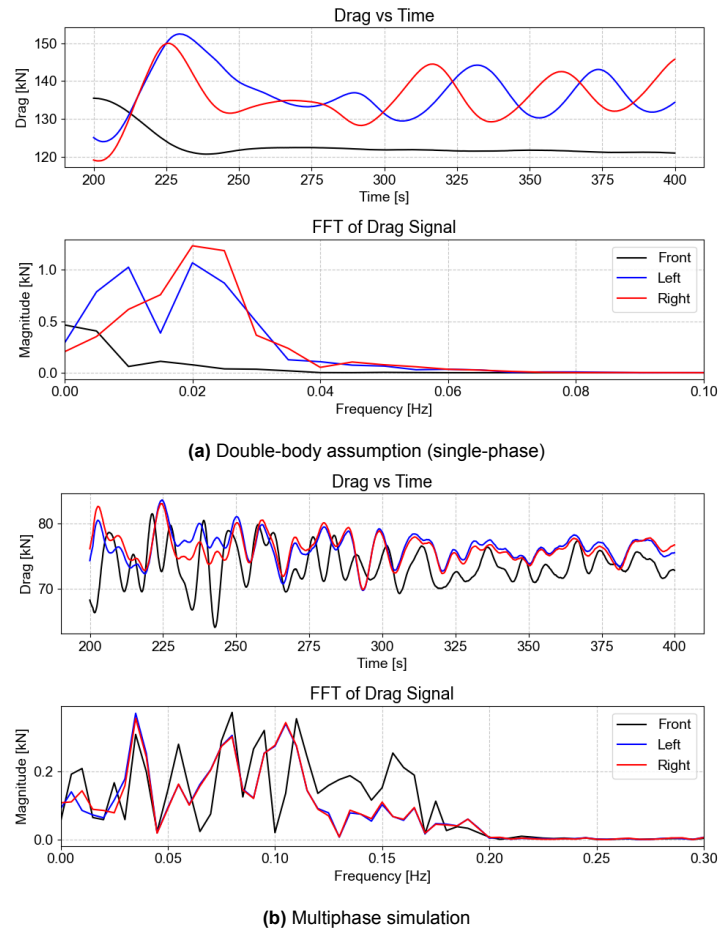 Drag vs Time
150
140
130
120
Drag [kN]
200 225 250 275 300 325 350 375 400
Time [s]
FFT of Drag Signal
1.0
0.5
0.0
Magnitude [kN]
Front
Left
Right
0.00 0.02 0.04 0.06 0.08 0.10
Frequency [Hz]
(a) Double-body assumption (single-phase)
Drag vs Time
80
70
Drag [kN]
200 225 250 275 300 325 350 375 400
Time [s]
FFT of Drag Signal
0.2
0.0
Magnitude [kN]
Front
Left
Right
0.00 0.05 0.10 0.15 0.20 0.25 0.30
Frequency [Hz]
(b) Multiphase simulation